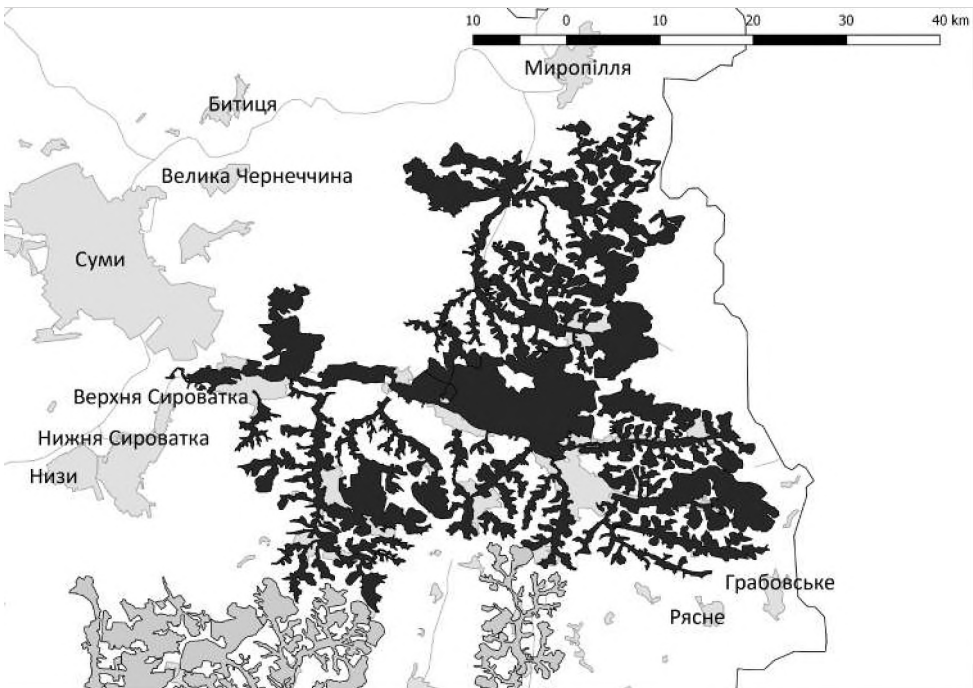 10 0 10 20 30 40 km
Миропілля
Битиця
Велика Чернеччина
Суми
Верхня Сироватка
Нижня Сироватка
Низи
Грабовське
Рясне